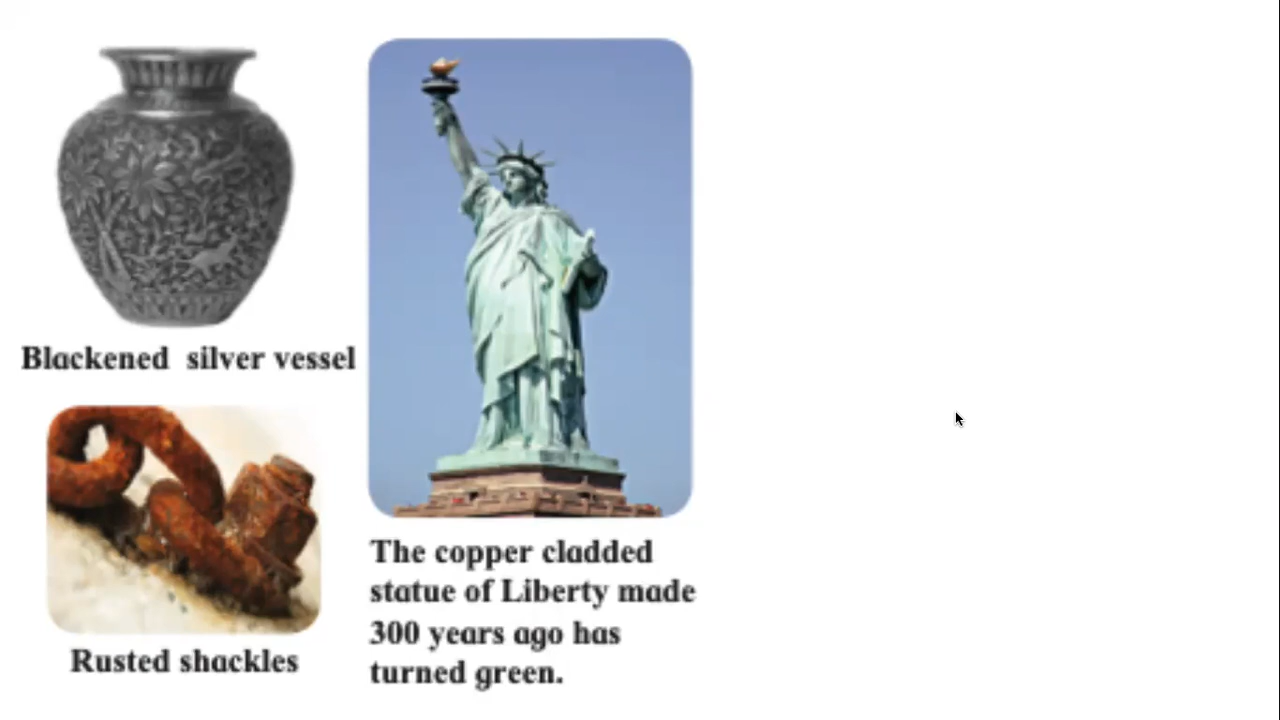 Blackened silver vessel
Rusted shackles
The copper cladded
statue of Liberty made
300 years ago has
turned green.